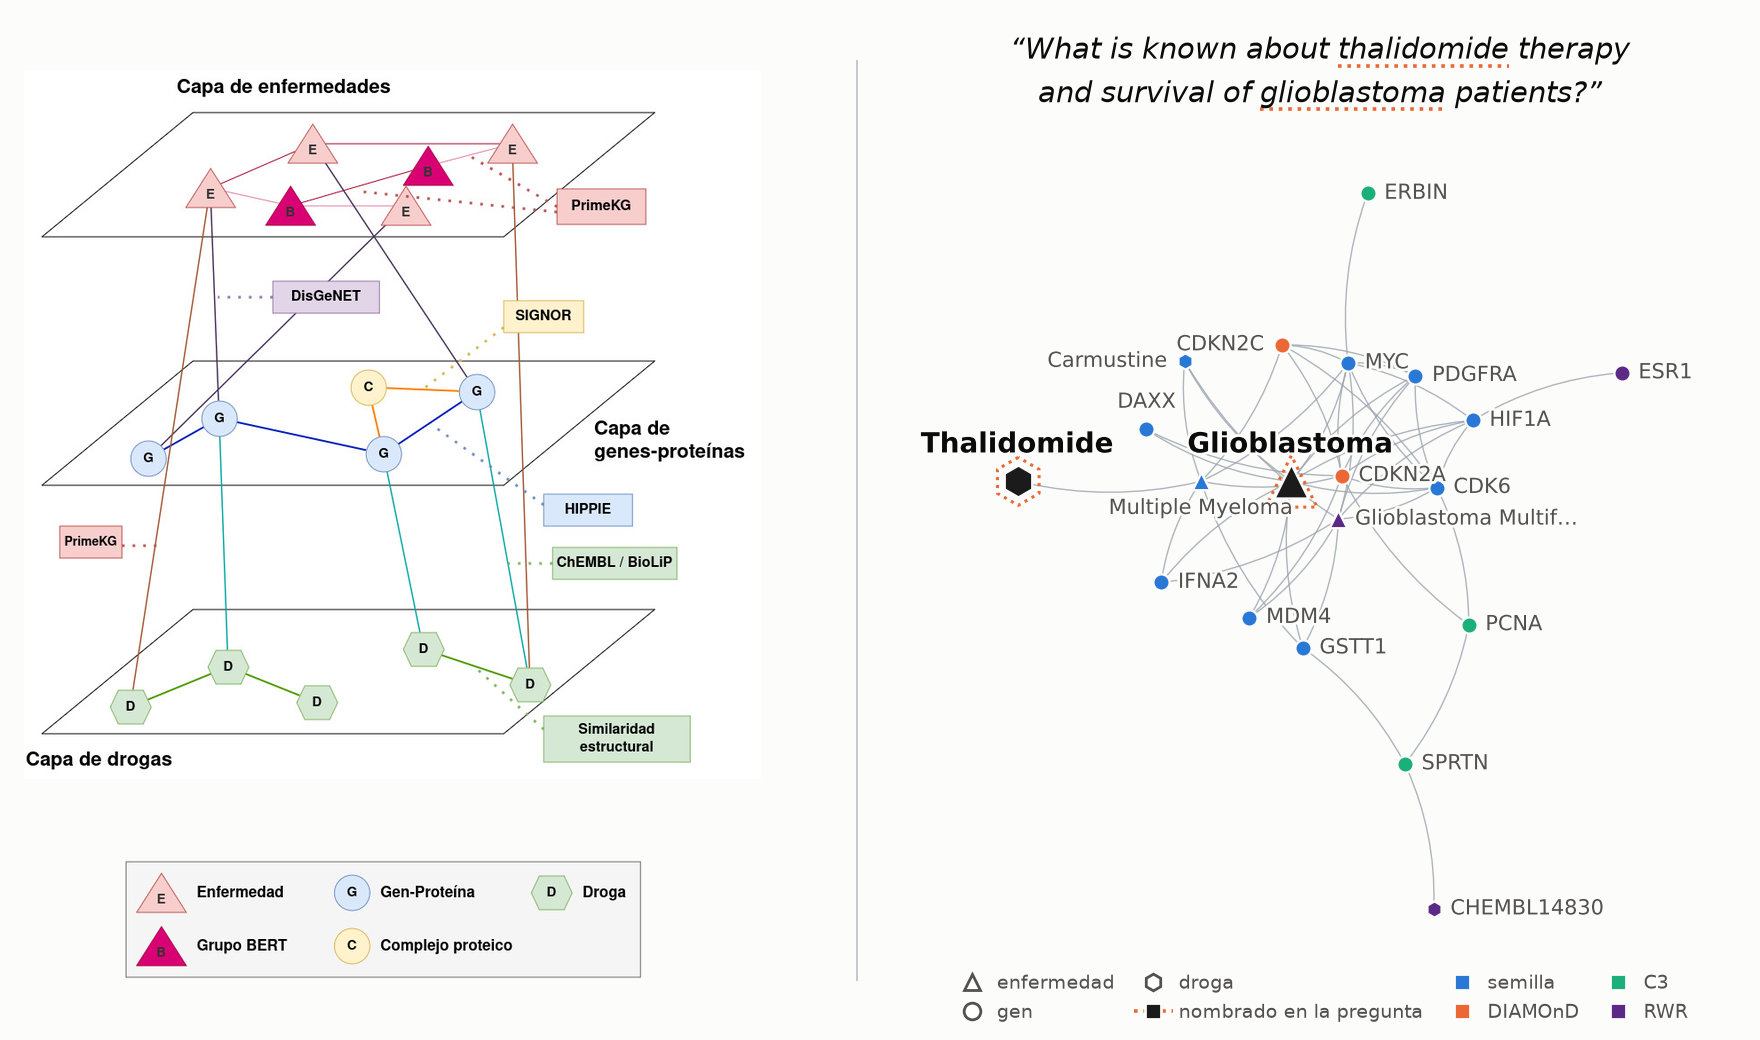 Capa de enfermedades
E
E
B
E
B
E
PrimeKG
DisGeNET
SIGNOR
C
G
G
G
G
Capa de
genes-proteínas
HIPPIE
PrimeKG
ChEMBL / BioLiP
D
D
D
D
D
Similaridad
estructural
Capa de drogas
E Enfermedad
G Gen-Proteína
D Droga
B Grupo BERT
C Complejo proteico
“What is known about thalidomide therapy
and survival of glioblastoma patients?”
ERBIN
CDKN2C
Carmustine
MYC
PDGFRA
ESR1
DAXX
HIF1A
Thalidomide
Glioblastoma
CDKN2A
CDK6
Multiple Myeloma
Glioblastoma Multif...
IFNA2
MDM4
PCNA
GSTT1
SPRTN
CHEMBL14830
enfermedad
droga
semilla
C3
gen
nombrado en la pregunta
DIAMOnD
RWR